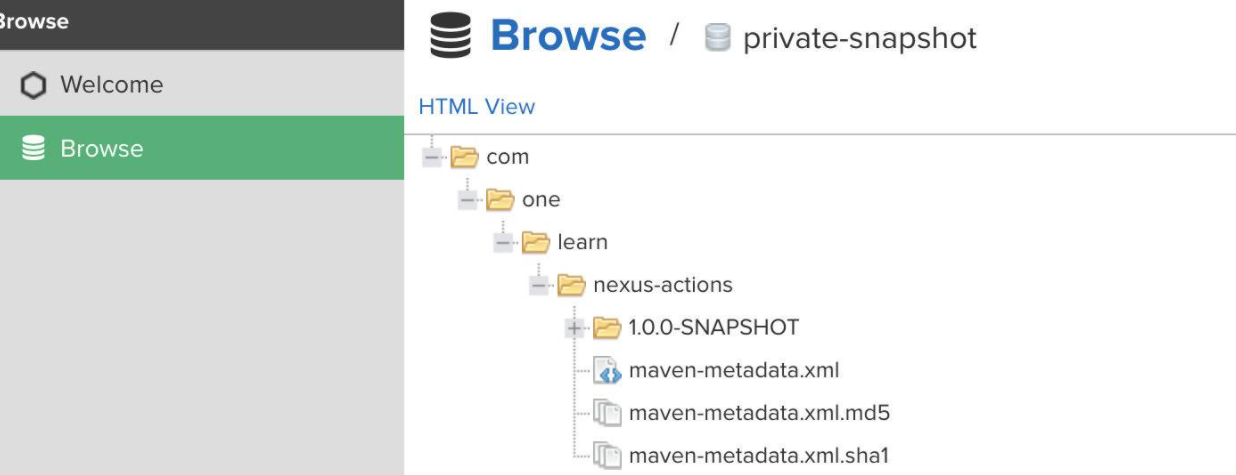 Browse
Welcome
Browse
Browse / private-snapshot
HTML View
com
one
learn
nexus-actions
1.0.0-SNAPSHOT
maven-metadata.xml
maven-metadata.xml.md5
maven-metadata.xml.sha1